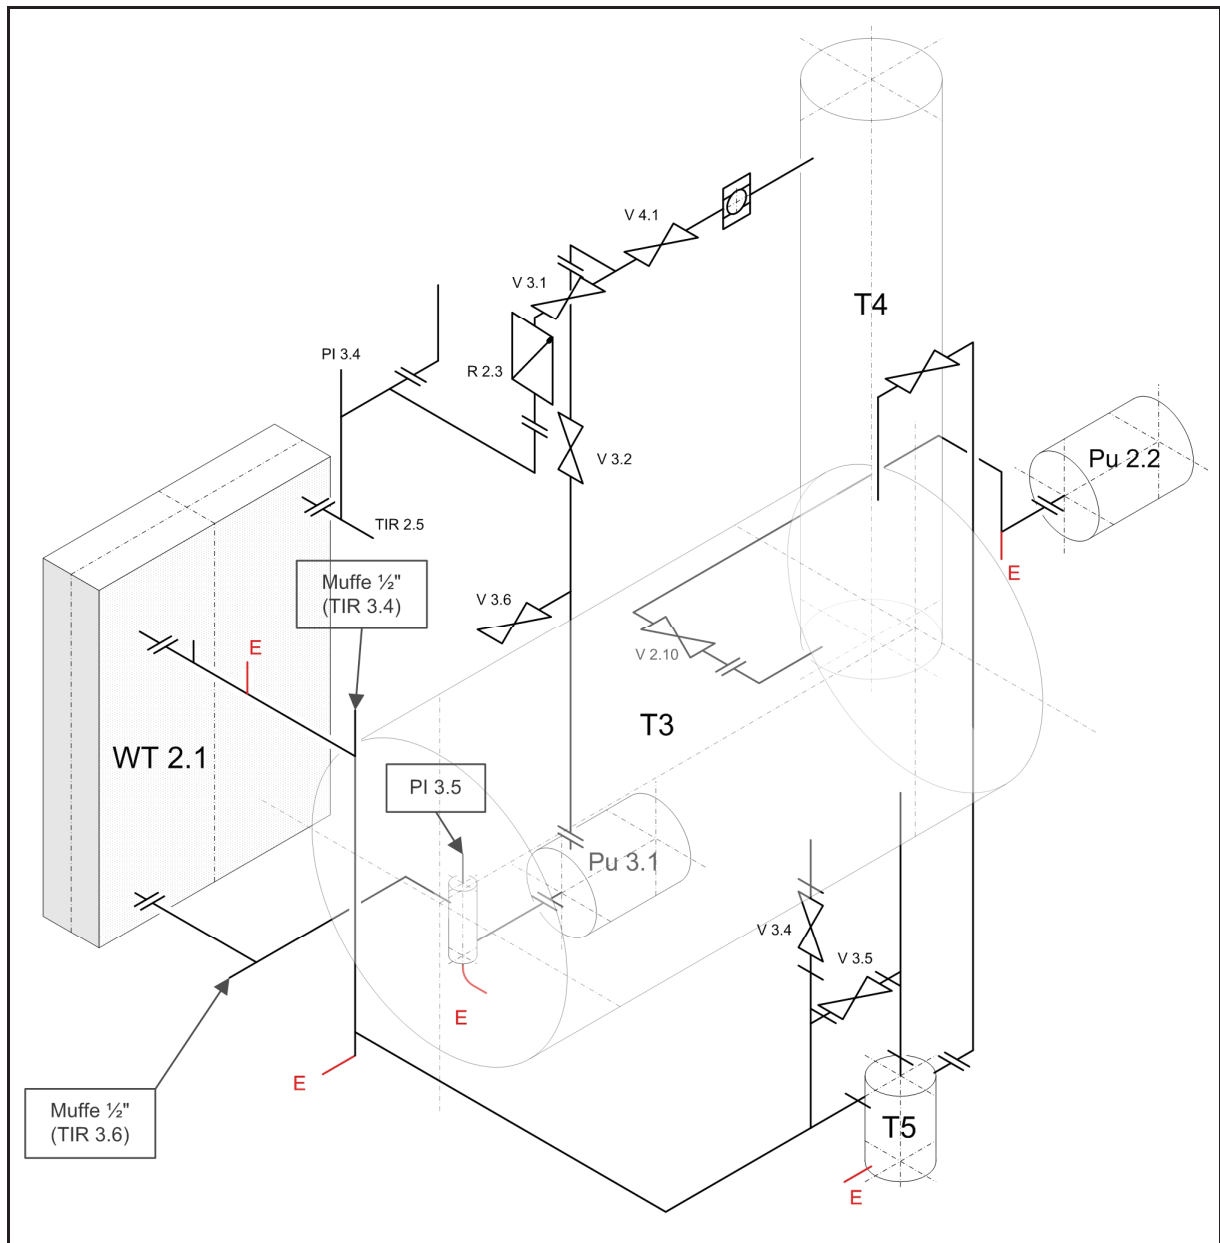 V 4.1
V 3.1
T4
PI 3.4
R 2.3
V 3.2
Pu 2.2
TIR 2.5
Muffe ½"
(TIR 3.4)
E
V 3.6
E
V 2.10
T3
WT 2.1
PI 3.5
Pu 3.1
V 3.4
V 3.5
E
E
Muffe ½"
(TIR 3.6)
T5
E